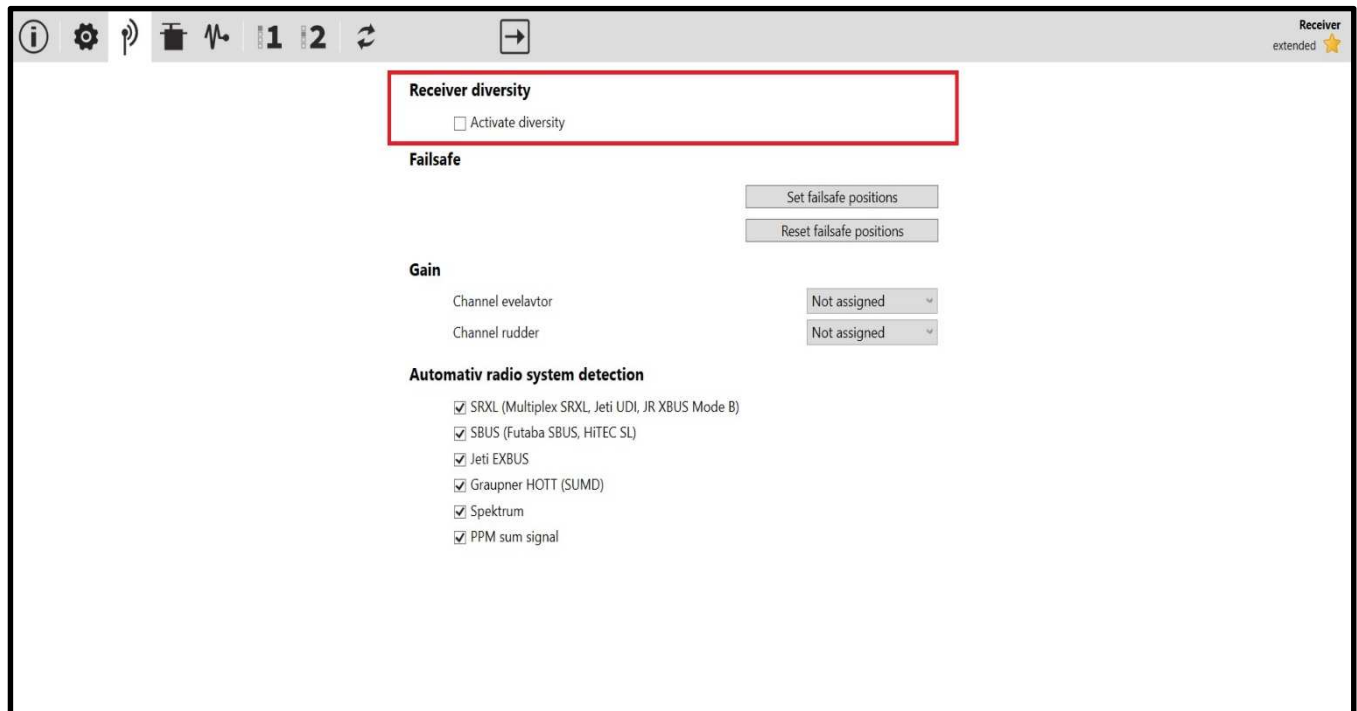 1 2
Receiver
extended
Receiver diversity
Activate diversity
Failsafe
Set failsafe positions
Reset failsafe positions
Gain
Channel evelavtor Not assigned
Channel rudder Not assigned
Automativ radio system detection
SRXL (Multiplex SRXL, Jeti UDI, JR XBUS Mode B)
SBUS (Futaba SBUS, HiTEC SL)
Jeti EXBUS
Graupner HOTT (SUMD)
Spektrum
PPM sum signal